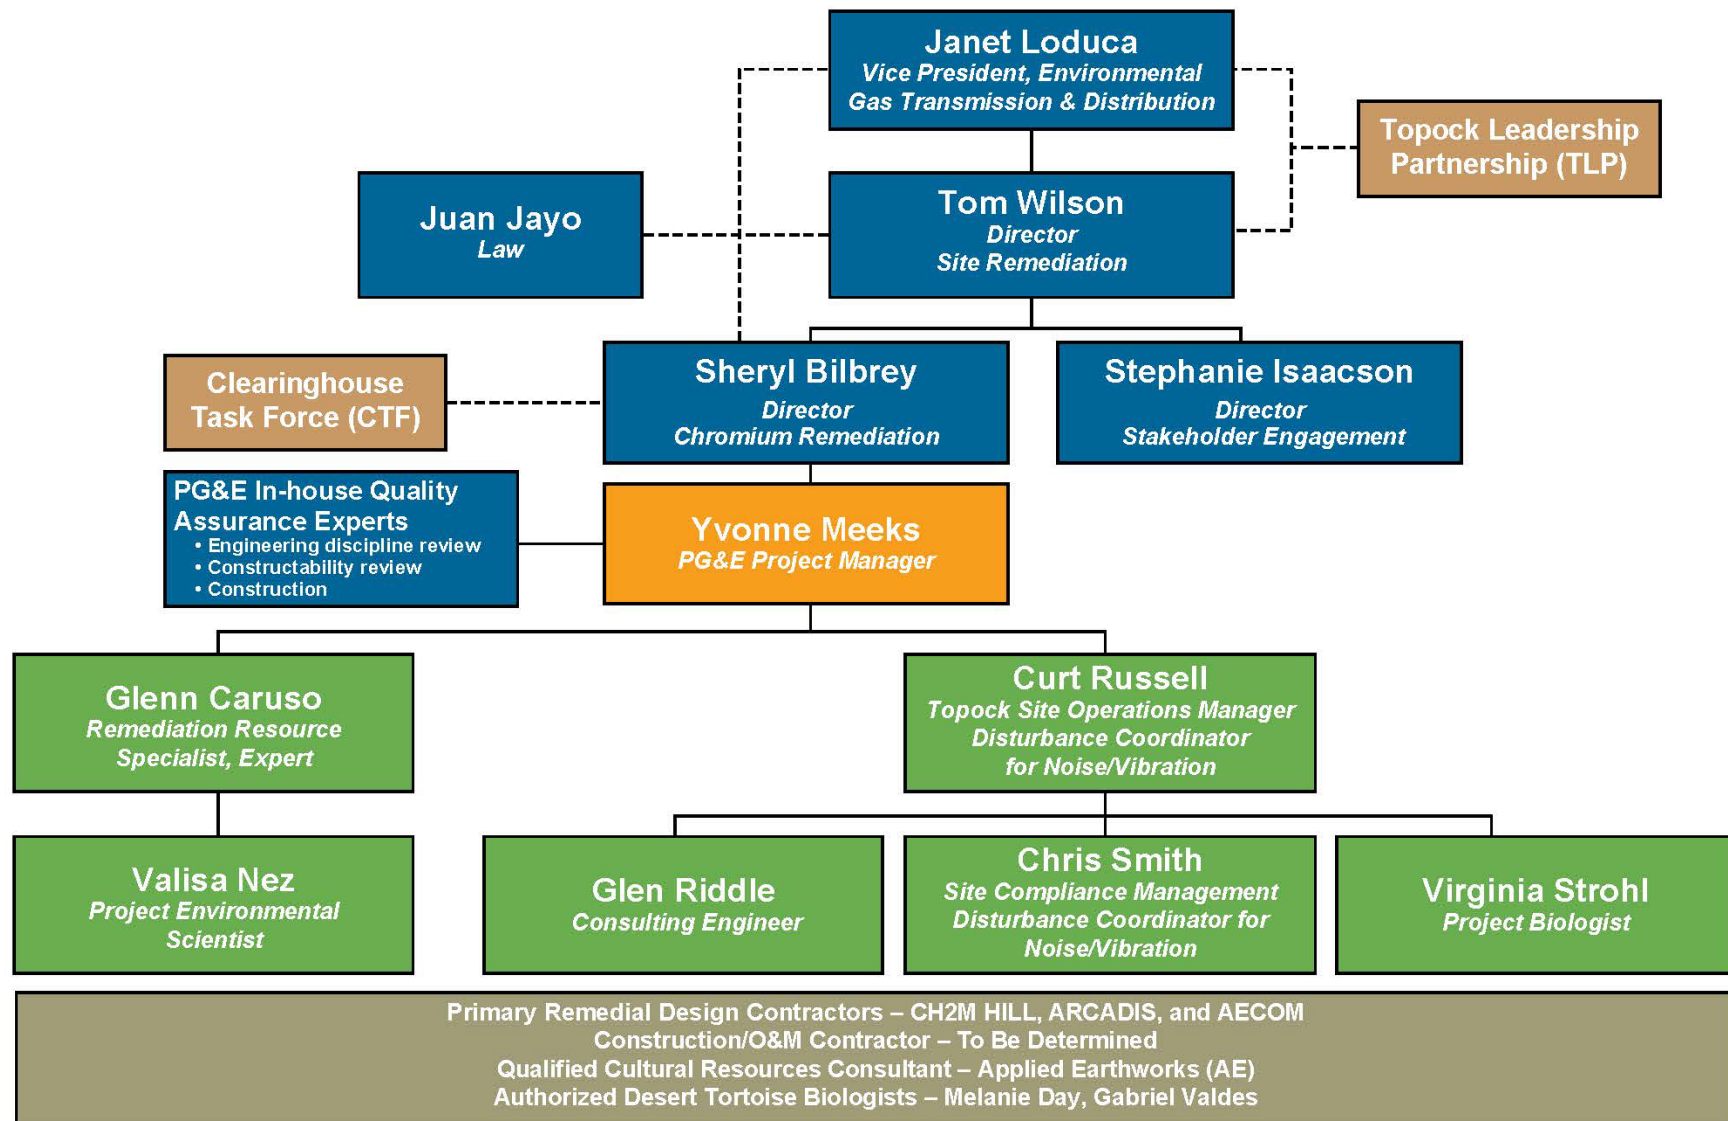 Janet Loduca
Vice President, Environmental
Gas Transmission & Distribution
Topock Leadership
Partnership (TLP)
Juan Jayo
Law
Tom Wilson
Director
Site Remediation
Clearinghouse
Task Force (CTF)
Sheryl Bilbrey
Director
Chromium Remediation
Stephanie Isaacson
Director
Stakeholder Engagement
PG&E In-house Quality
Assurance Experts
• Engineering discipline review
• Constructability review
• Construction
Yvonne Meeks
PG&E Project Manager
Glenn Caruso
Remediation Resource
Specialist, Expert
Curt Russell
Topock Site Operations Manager
Disturbance Coordinator
for Noise/Vibration
Valisa Nez
Project Environmental
Scientist
Glen Riddle
Consulting Engineer
Chris Smith
Site Compliance Management
Disturbance Coordinator for
Noise/Vibration
Virginia Strohl
Project Biologist
Primary Remedial Design Contractors – CH2M HILL, ARCADIS, and AECOM
Construction/O&M Contractor – To Be Determined
Qualified Cultural Resources Consultant – Applied Earthworks (AE)
Authorized Desert Tortoise Biologists – Melanie Day, Gabriel Valdes